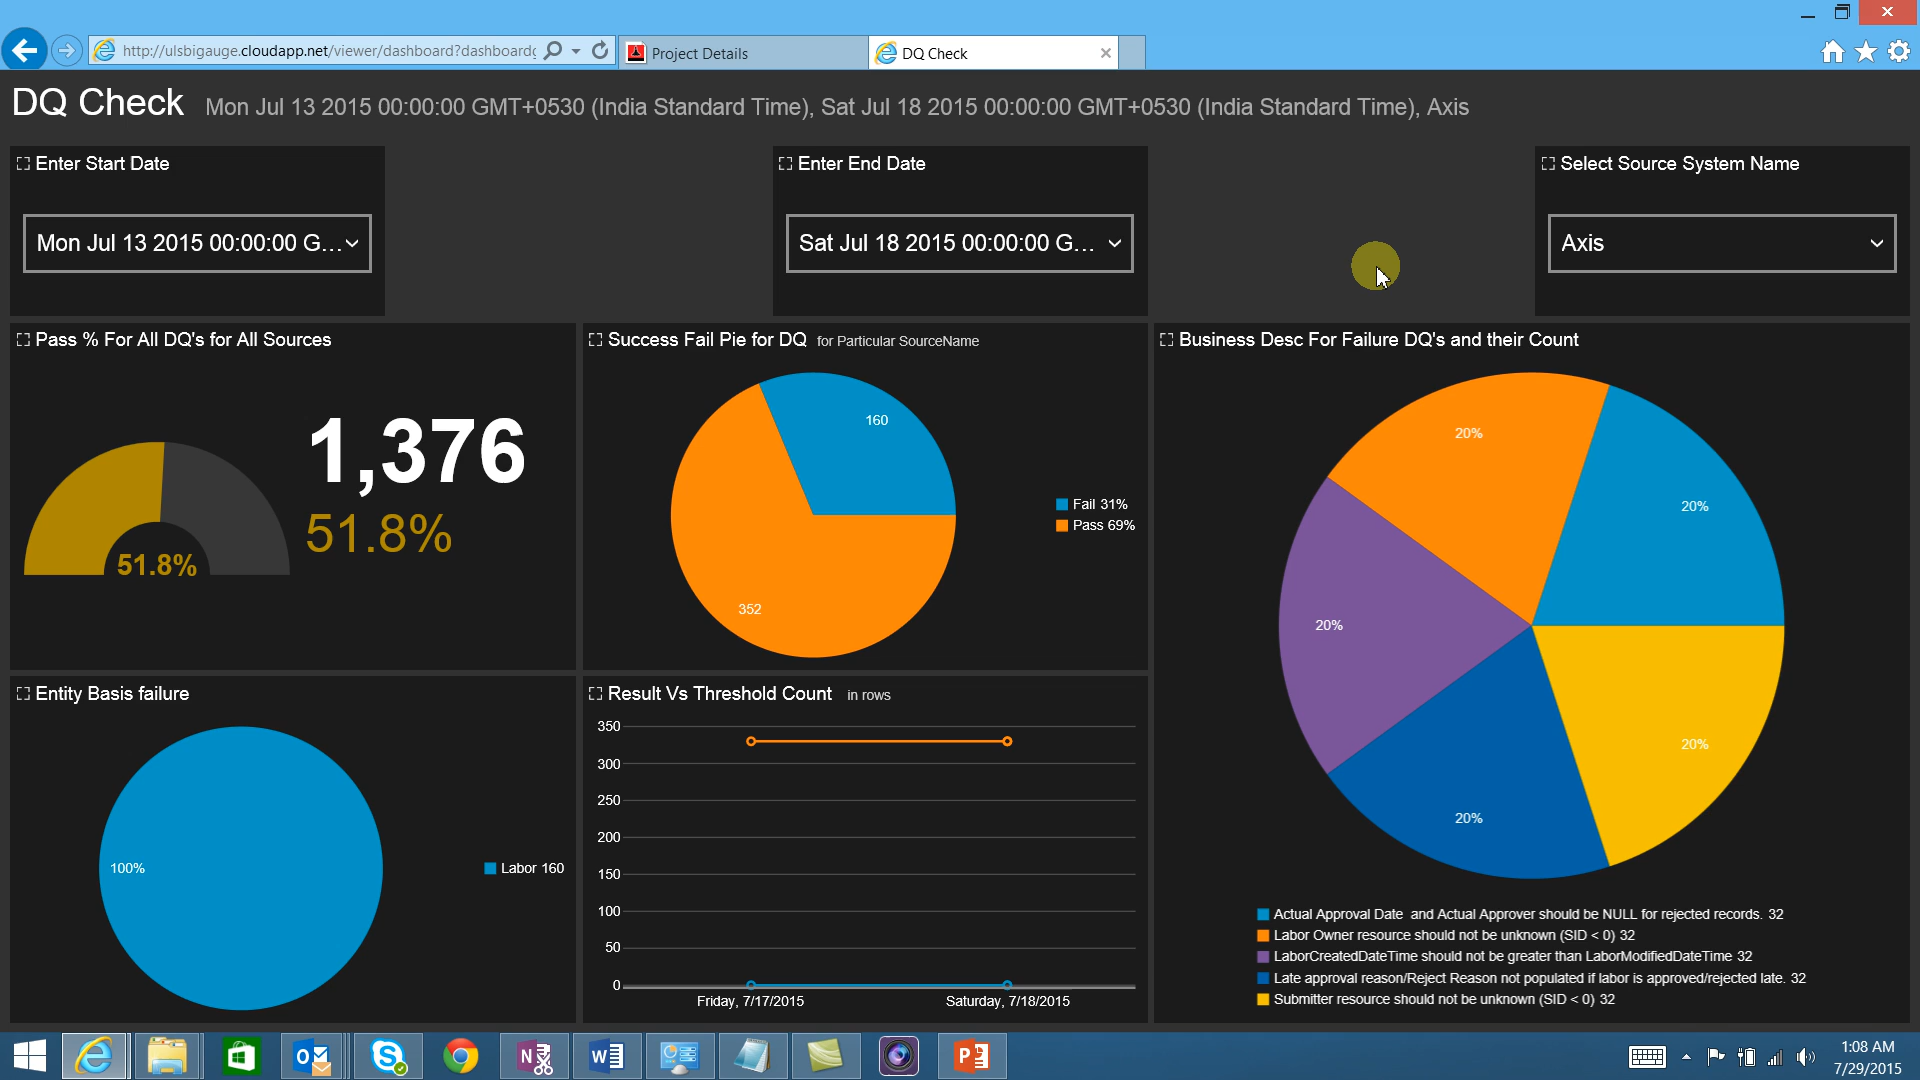 http://ulsbigauge.cloudapp.net/viewer/dashboard?dashboard
Project Details
DQ Check
DQ Check Mon Jul 13 2015 00:00:00 GMT+0530 (India Standard Time), Sat Jul 18 2015 00:00:00 GMT+0530 (India Standard Time), Axis
Enter Start Date
Mon Jul 13 2015 00:00:00 G...
Enter End Date
Sat Jul 18 2015 00:00:00 G...
Select Source System Name
Axis
Pass % For All DQ's for All Sources
1,376
51.8%
51.8%
Success Fail Pie for DQ for Particular SourceName
160
352
Fail 31%
Pass 69%
Business Desc For Failure DQ's and their Count
20%
20%
20%
20%
20%
Actual Approval Date and Actual Approver should be NULL for rejected records. 32
Labor Owner resource should not be unknown (SID < 0) 32
LaborCreatedDateTime should not be greater than LaborModifiedDateTime 32
Late approval reason/Reject Reason not populated if labor is approved/rejected late. 32
Submitter resource should not be unknown (SID < 0) 32
Entity Basis failure
100%
Labor 160
Result Vs Threshold Count in rows
350
300
250
200
150
100
50
0
Friday, 7/17/2015
Saturday, 7/18/2015
1:08 AM
7/29/2015